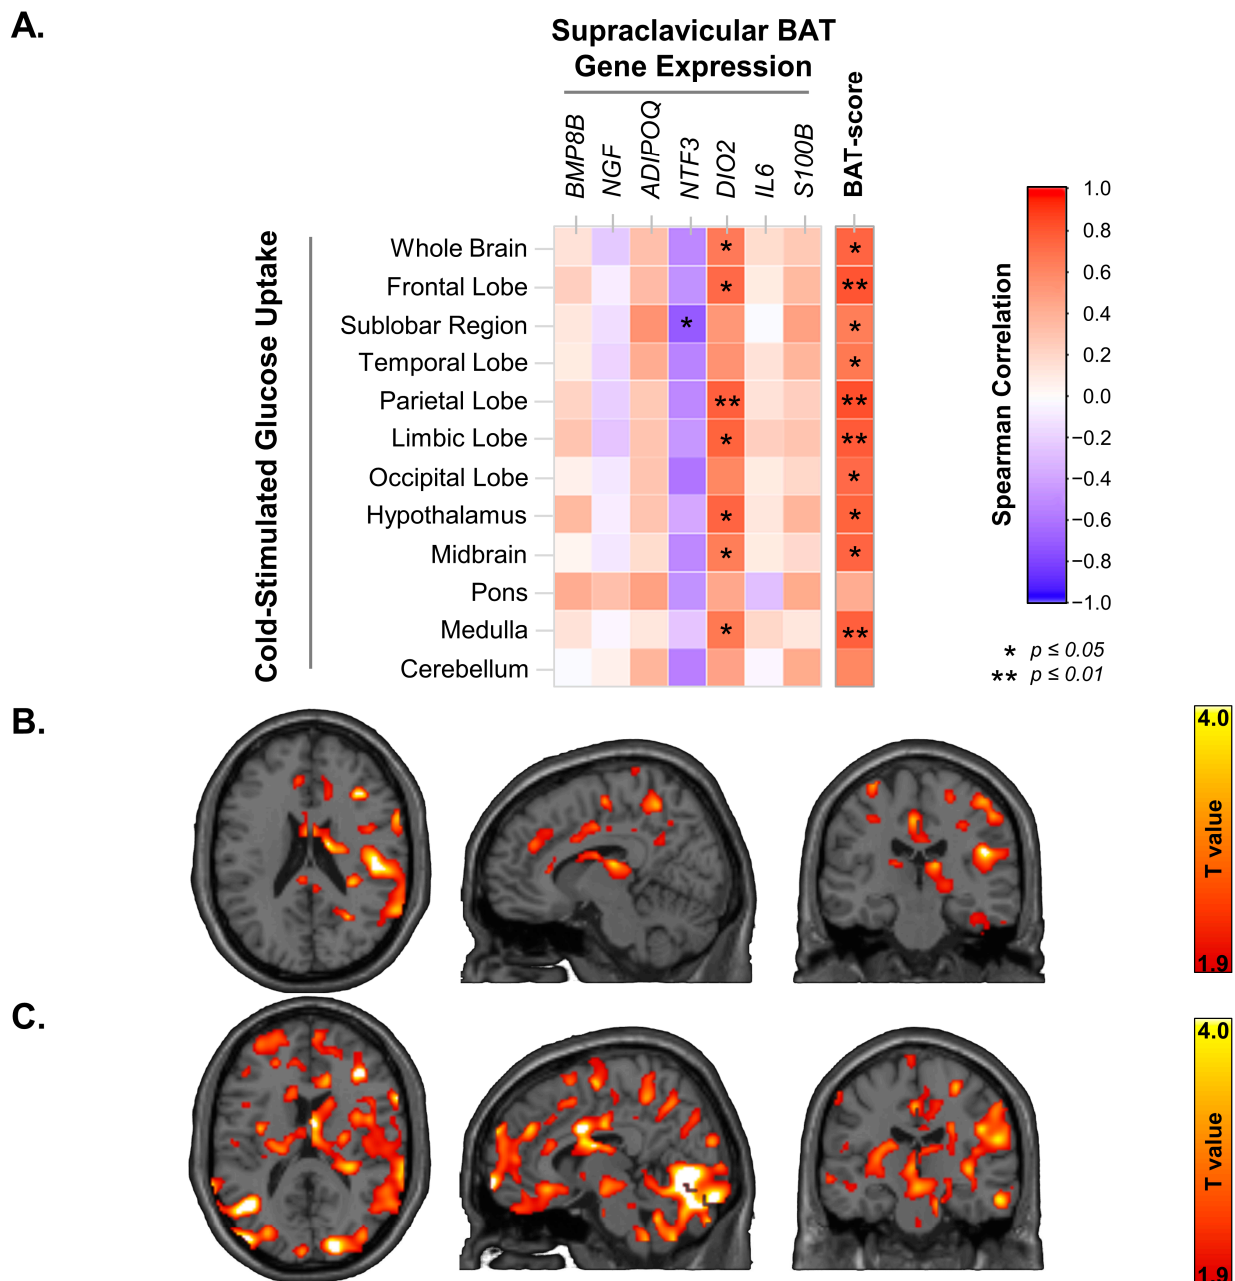 A.
Supraclavicular BAT
Gene Expression
BMP8B
NGF
ADIPOQ
NTF3
DIO2
IL6
S100B
BAT-score
Cold-Stimulated Glucose Uptake
Whole Brain * *
Frontal Lobe * **
Sublobar Region * *
Temporal Lobe *
Parietal Lobe ** **
Limbic Lobe * **
Occipital Lobe *
Hypothalamus * *
Midbrain * *
Pons
Medulla * **
Cerebellum
Spearman Correlation
1.0
0.8
0.6
0.4
0.2
0.0
−0.2
−0.4
−0.6
−0.8
−1.0
* p ≤ 0.05
** p ≤ 0.01
B.
4.0
T value
1.9
C.
4.0
T value
1.9